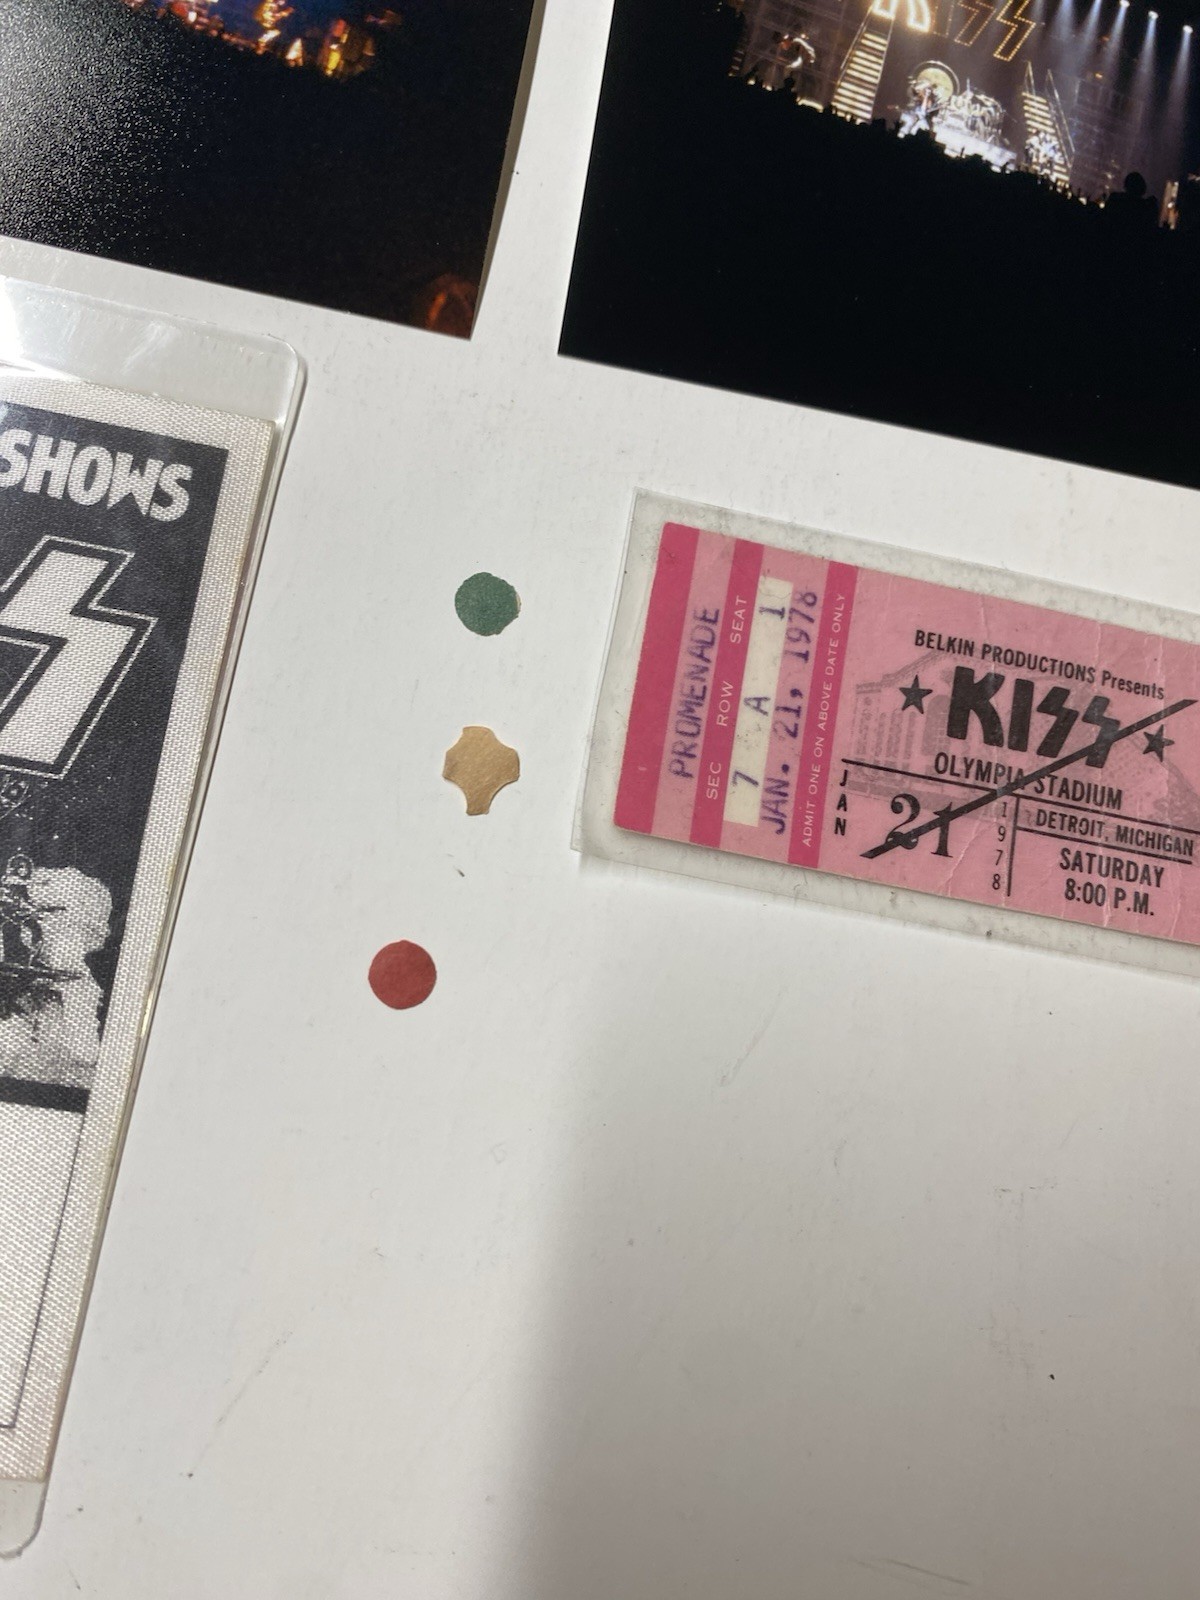 KISS
SHOWS
PROMENADE
SEC ROW SEAT
7 A 1
JAN. 21, 1978
ADMIT ONE ON ABOVE DATE ONLY
BELKIN PRODUCTIONS Presents
★ KISS ★
OLYMPIA STADIUM
JAN 21 1978
DETROIT, MICHIGAN
SATURDAY
8:00 P.M.